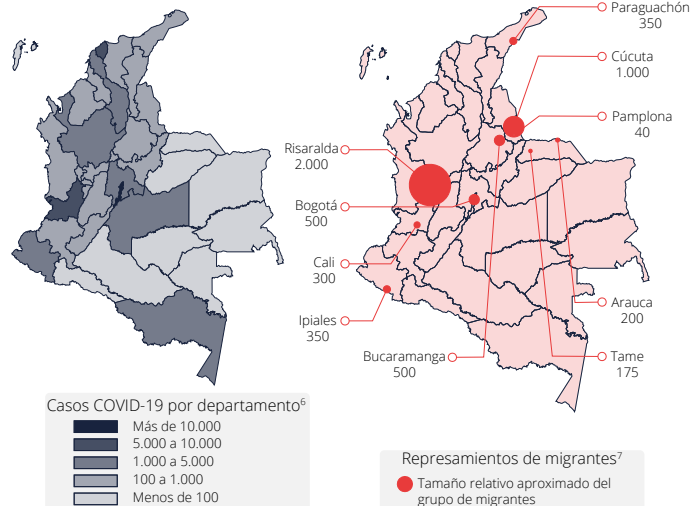 Paraguachón
350
Cúcuta
1.000
Pamplona
40
Risaralda
2.000
Bogotá
500
Cali
300
Ipiales
350
Bucaramanga
500
Arauca
200
Tame
175
Casos COVID-19 por departamento⁶
Más de 10.000
5.000 a 10.000
1.000 a 5.000
100 a 1.000
Menos de 100
Represamientos de migrantes⁷
Tamaño relativo aproximado del
grupo de migrantes